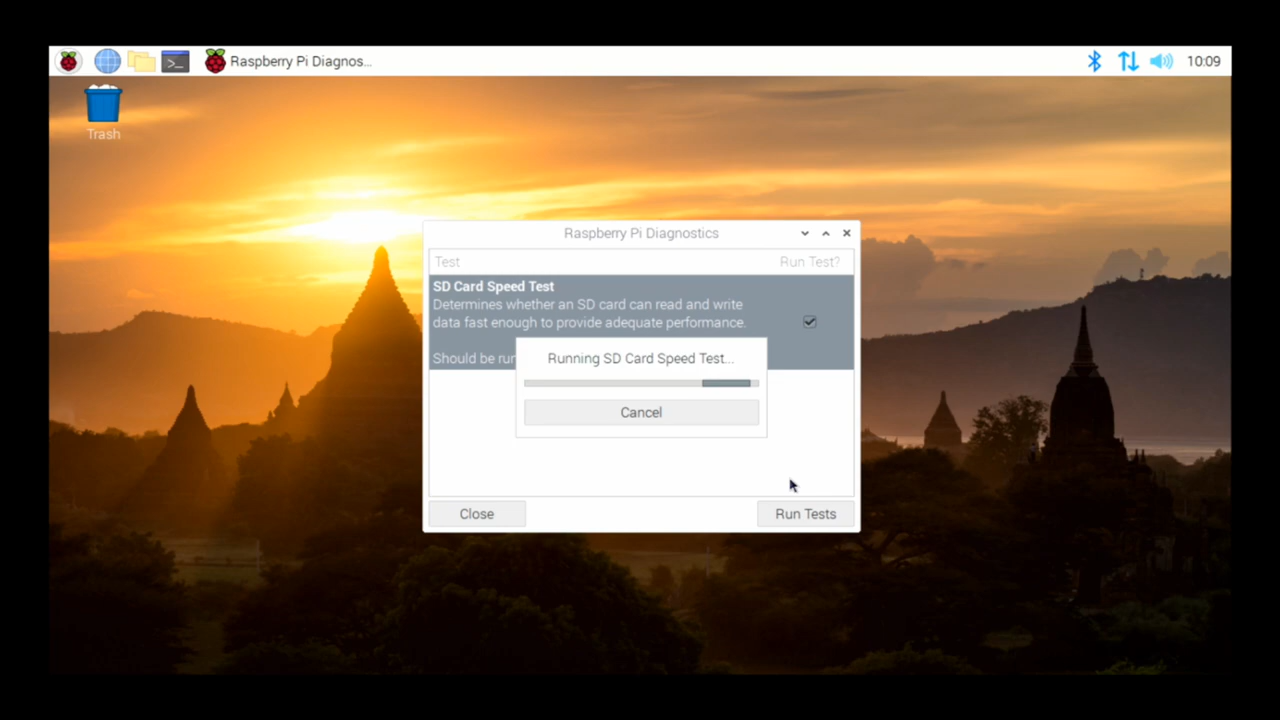 Raspberry Pi Diagnos...
10:09
Trash
Raspberry Pi Diagnostics
Test Run Test?
SD Card Speed Test
Determines whether an SD card can read and write
data fast enough to provide adequate performance.
Should be run
Running SD Card Speed Test...
Cancel
Close Run Tests